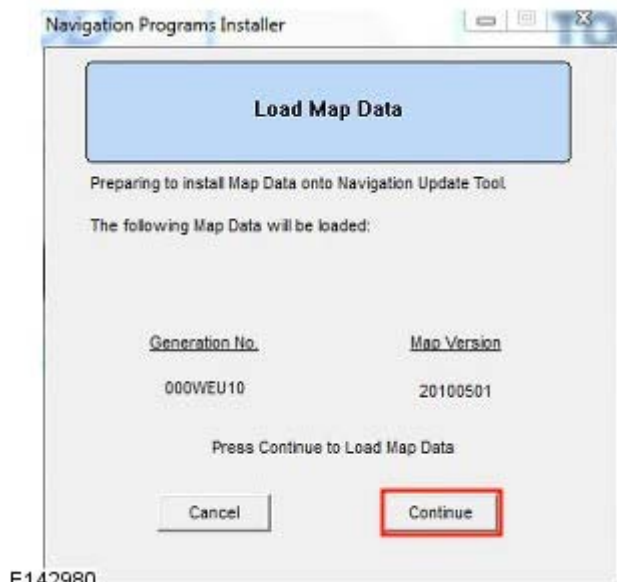 Navigation Programs Installer
Load Map Data
Preparing to install Map Data onto Navigation Update Tool.
The following Map Data will be loaded:
Generation No. Map Version
000WEU10 20100501
Press Continue to Load Map Data
Cancel Continue
E142980